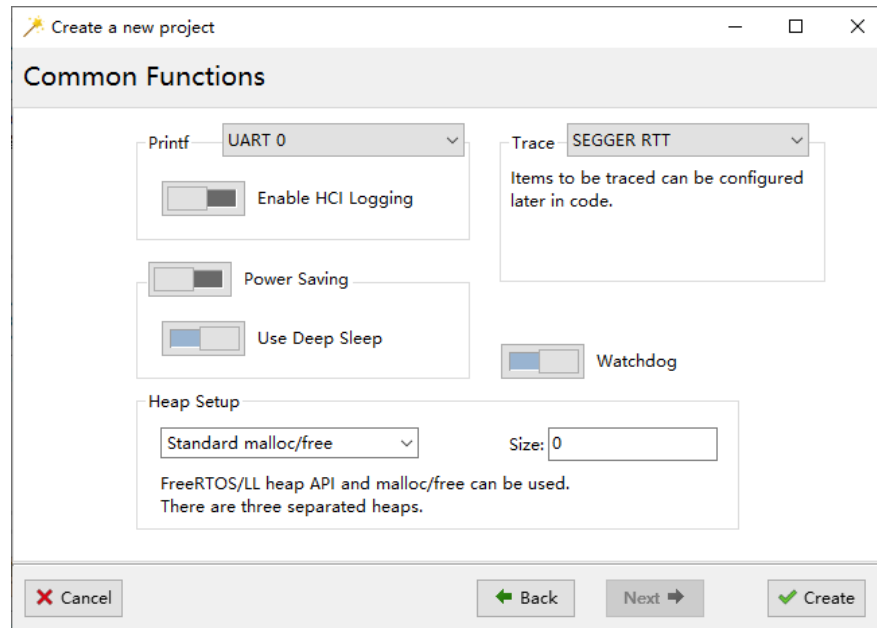 Create a new project
Common Functions
Printf
UART 0
Enable HCI Logging
Trace
SEGGER RTT
Items to be traced can be configured
later in code.
Power Saving
Use Deep Sleep
Watchdog
Heap Setup
Standard malloc/free
Size: 0
FreeRTOS/LL heap API and malloc/free can be used.
There are three separated heaps.
Cancel
Back
Next
Create